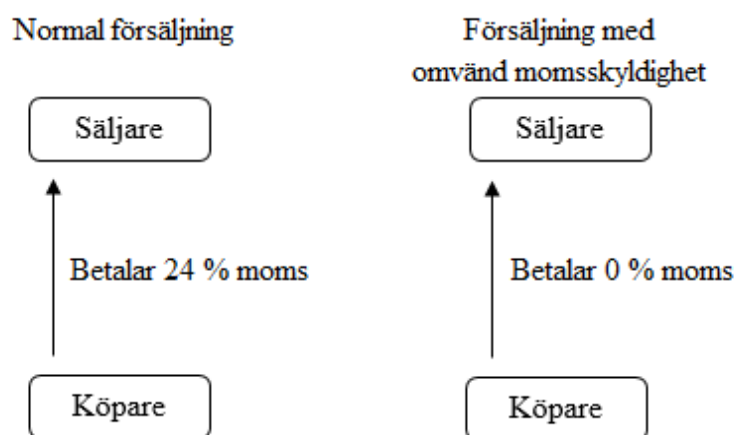 Normal försäljning
Säljare
Betalar 24 % moms
Köpare
Försäljning med
omvänd momsskyldighet
Säljare
Betalar 0 % moms
Köpare